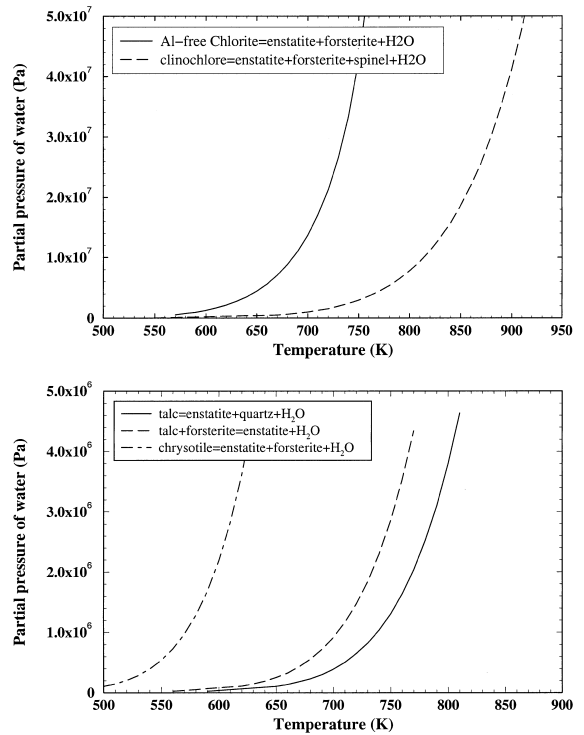 5.0x10⁷
Al-free Chlorite=enstatite+forsterite+H2O
clinochlore=enstatite+forsterite+spinel+H2O
4.0x10⁷
3.0x10⁷
2.0x10⁷
1.0x10⁷
0
Partial pressure of water (Pa)
500 550 600 650 700 750 800 850 900 950
Temperature (K)
5.0x10⁶
talc=enstatite+quartz+H₂O
talc+forsterite=enstatite+H₂O
chrysotile=enstatite+forsterite+H₂O
4.0x10⁶
3.0x10⁶
2.0x10⁶
1.0x10⁶
0
Partial pressure of water (Pa)
500 550 600 650 700 750 800 850 900
Temperature (K)